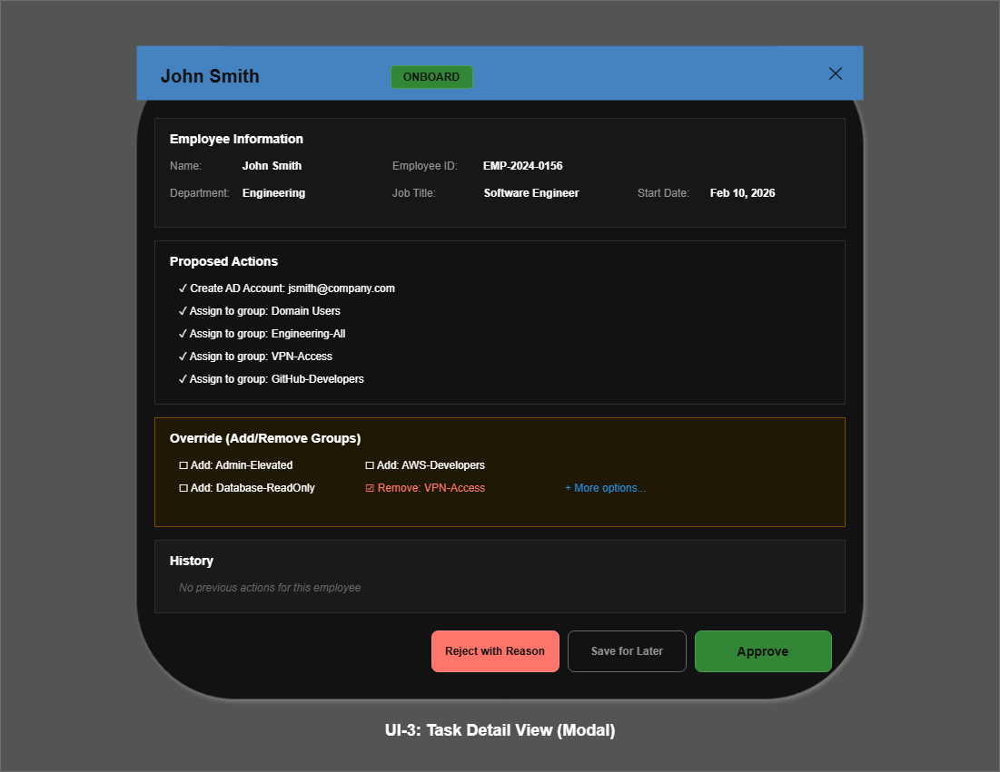 John Smith
ONBOARD
Employee Information
Name: John Smith Employee ID: EMP-2024-0156
Department: Engineering Job Title: Software Engineer Start Date: Feb 10, 2026
Proposed Actions
✓ Create AD Account: jsmith@company.com
✓ Assign to group: Domain Users
✓ Assign to group: Engineering-All
✓ Assign to group: VPN-Access
✓ Assign to group: GitHub-Developers
Override (Add/Remove Groups)
☐ Add: Admin-Elevated ☐ Add: AWS-Developers
☐ Add: Database-ReadOnly ☑ Remove: VPN-Access + More options...
History
No previous actions for this employee
Reject with Reason Save for Later Approve
UI-3: Task Detail View (Modal)